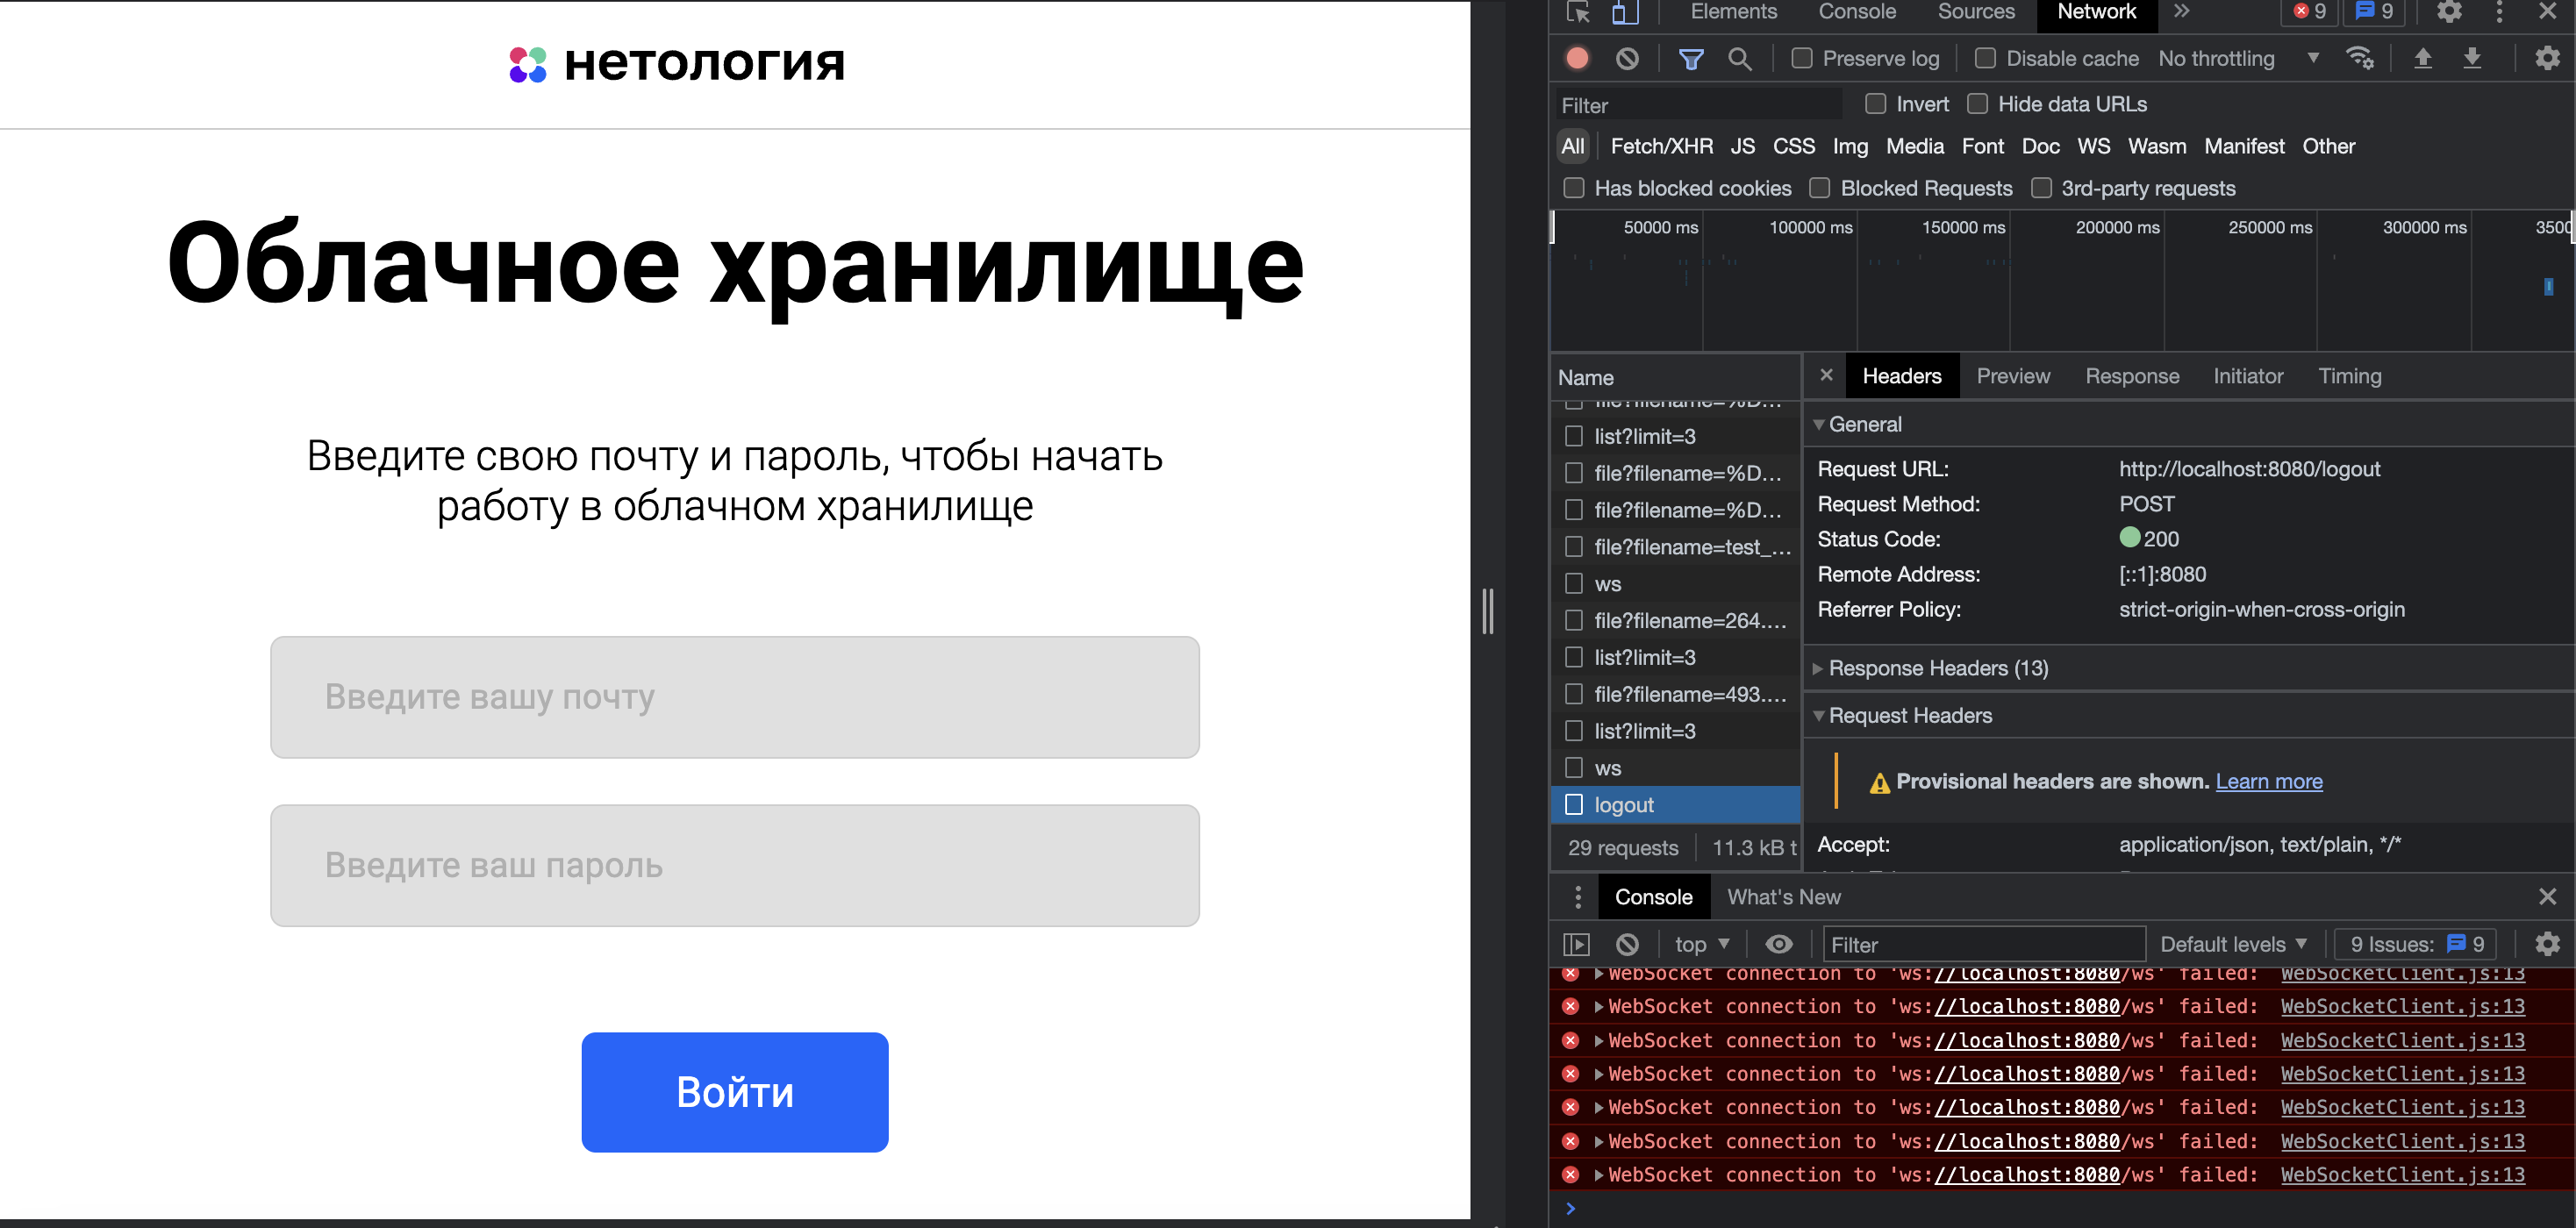 нетология
Облачное хранилище
Введите свою почту и пароль, чтобы начать
работу в облачном хранилище
Введите вашу почту
Введите ваш пароль
Войти
Elements Console Sources Network 9 9
Preserve log Disable cache No throttling
Filter Invert Hide data URLs
All Fetch/XHR JS CSS Img Media Font Doc WS Wasm Manifest Other
Has blocked cookies Blocked Requests 3rd-party requests
50000 ms 100000 ms 150000 ms 200000 ms 250000 ms 300000 ms 3500
Name
file?filename=%D...
list?limit=3
file?filename=%D...
file?filename=%D...
file?filename=test_...
ws
file?filename=264....
list?limit=3
file?filename=493....
list?limit=3
ws
logout
29 requests 11.3 kB t
Headers Preview Response Initiator Timing
General
Request URL: http://localhost:8080/logout
Request Method: POST
Status Code: 200
Remote Address: [::1]:8080
Referrer Policy: strict-origin-when-cross-origin
Response Headers (13)
Request Headers
Provisional headers are shown. Learn more
Accept: application/json, text/plain, */*
Console What's New
top Filter Default levels 9 Issues: 9
WebSocket connection to 'ws://localhost:8080/ws' failed: WebSocketClient.js:13
WebSocket connection to 'ws://localhost:8080/ws' failed: WebSocketClient.js:13
WebSocket connection to 'ws://localhost:8080/ws' failed: WebSocketClient.js:13
WebSocket connection to 'ws://localhost:8080/ws' failed: WebSocketClient.js:13
WebSocket connection to 'ws://localhost:8080/ws' failed: WebSocketClient.js:13
WebSocket connection to 'ws://localhost:8080/ws' failed: WebSocketClient.js:13
WebSocket connection to 'ws://localhost:8080/ws' failed: WebSocketClient.js:13